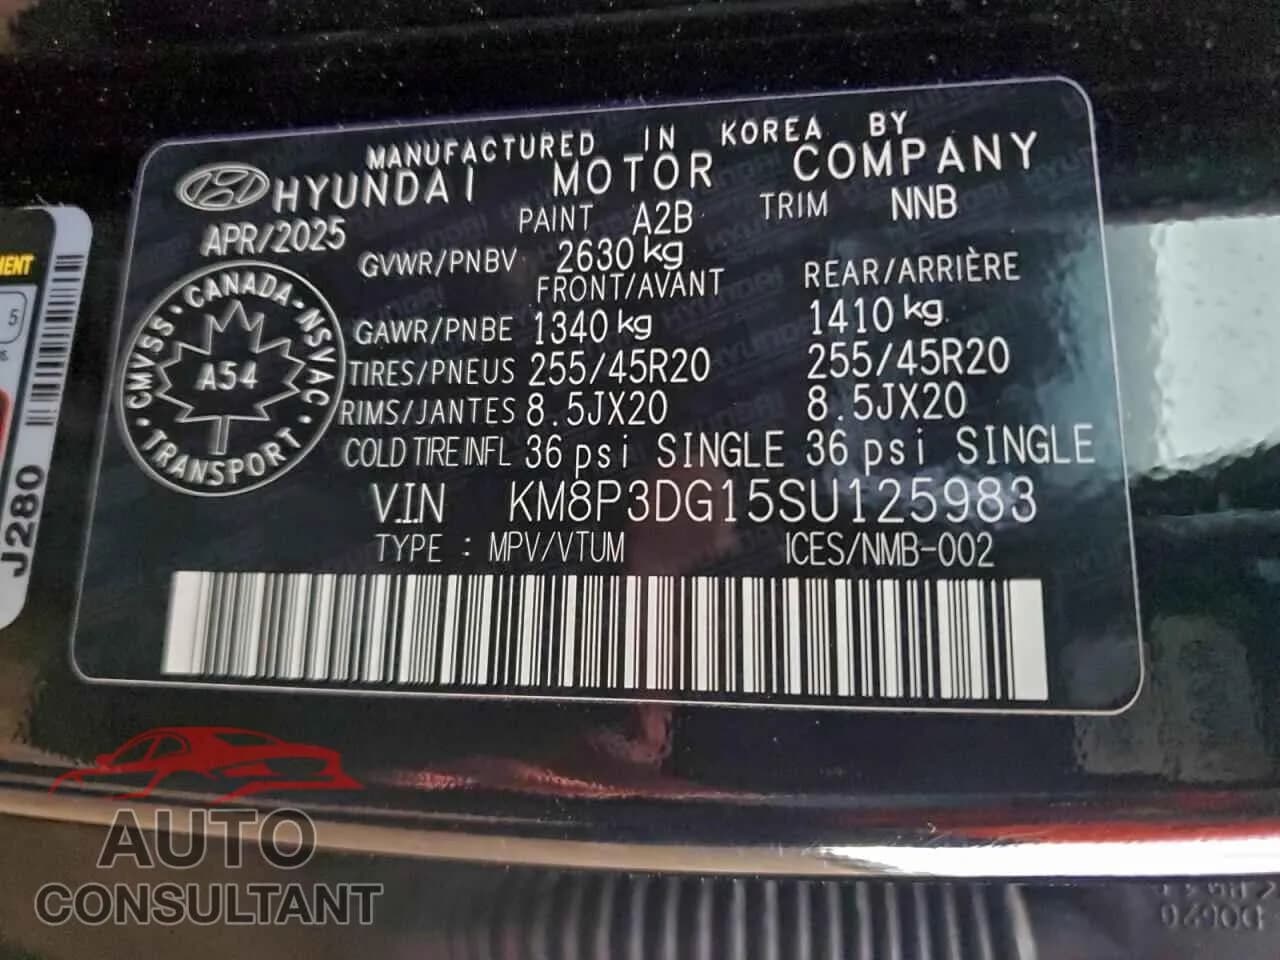 MANUFACTURED IN KOREA BY
HYUNDAI MOTOR COMPANY
APR/2025 PAINT A2B TRIM NNB
GVWR/PNBV 2630 kg
FRONT/AVANT REAR/ARRIÈRE
GAWR/PNBE 1340 kg 1410 kg
TIRES/PNEUS 255/45R20 255/45R20
RIMS/JANTES 8.5JX20 8.5JX20
COLD TIRE INFL 36 psi SINGLE 36 psi SINGLE
V.I.N KM8P3DG15SU125983
TYPE : MPV/VTUM ICES/NMB-002
CANADA · NSVAC · TRANSPORT · CMVSS ·
A54
5
J280
AUTO
CONSULTANT